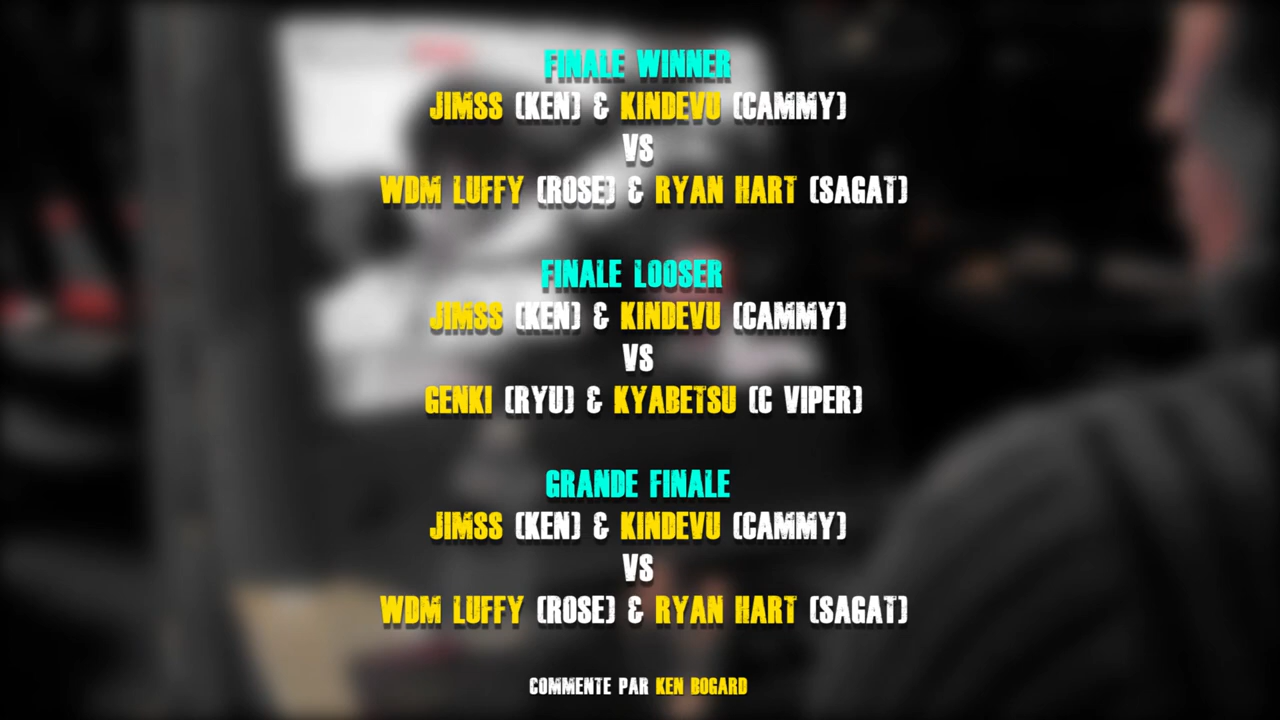 FINALE WINNER
JIMSS (KEN) & KINDEVU (CAMMY)
VS
WDM LUFFY (ROSE) & RYAN HART (SAGAT)
FINALE LOOSER
JIMSS (KEN) & KINDEVU (CAMMY)
VS
GENKI (RYU) & KYABETSU (C VIPER)
GRANDE FINALE
JIMSS (KEN) & KINDEVU (CAMMY)
VS
WDM LUFFY (ROSE) & RYAN HART (SAGAT)
COMMENTE PAR KEN BOGARD